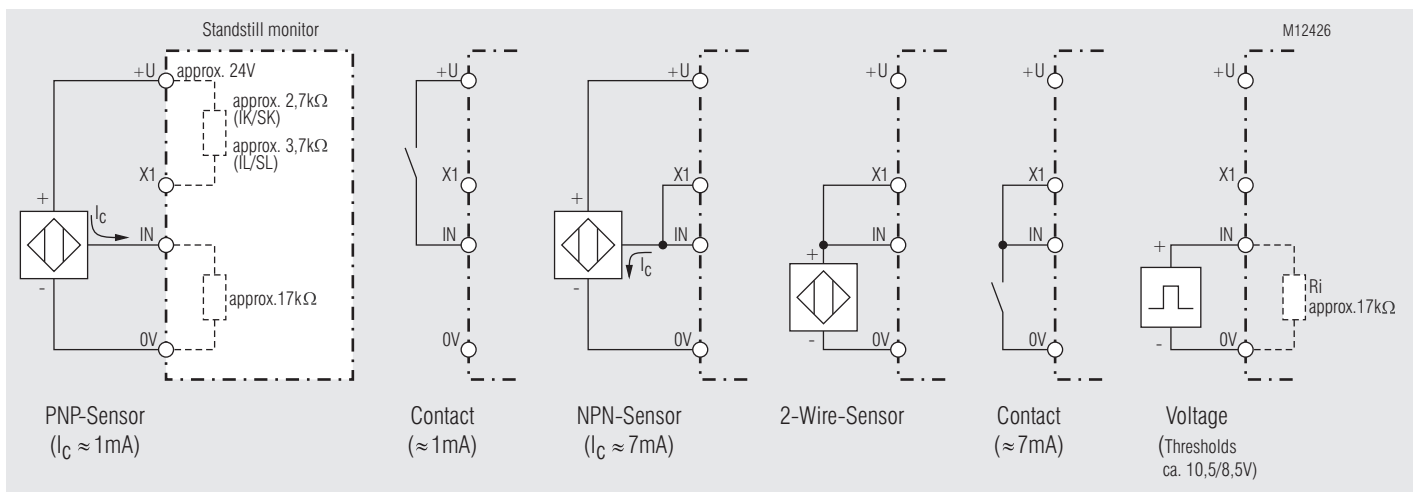 Standstill monitor
M12426
+U
approx. 24V
approx. 2,7kΩ
(IK/SK)
approx. 3,7kΩ
(IL/SL)
X1
+
IC
IN
approx.17kΩ
-
0V
PNP-Sensor
(IC ≈ 1mA)
+U
X1
IN
0V
Contact
(≈1mA)
+U
X1
+
IN
IC
-
0V
NPN-Sensor
(IC ≈ 7mA)
+U
X1
IN
+
-
0V
2-Wire-Sensor
+U
X1
IN
0V
Contact
(≈7mA)
+U
X1
IN
+
Ri
approx.17kΩ
-
0V
Voltage
(Thresholds
ca. 10,5/8,5V)